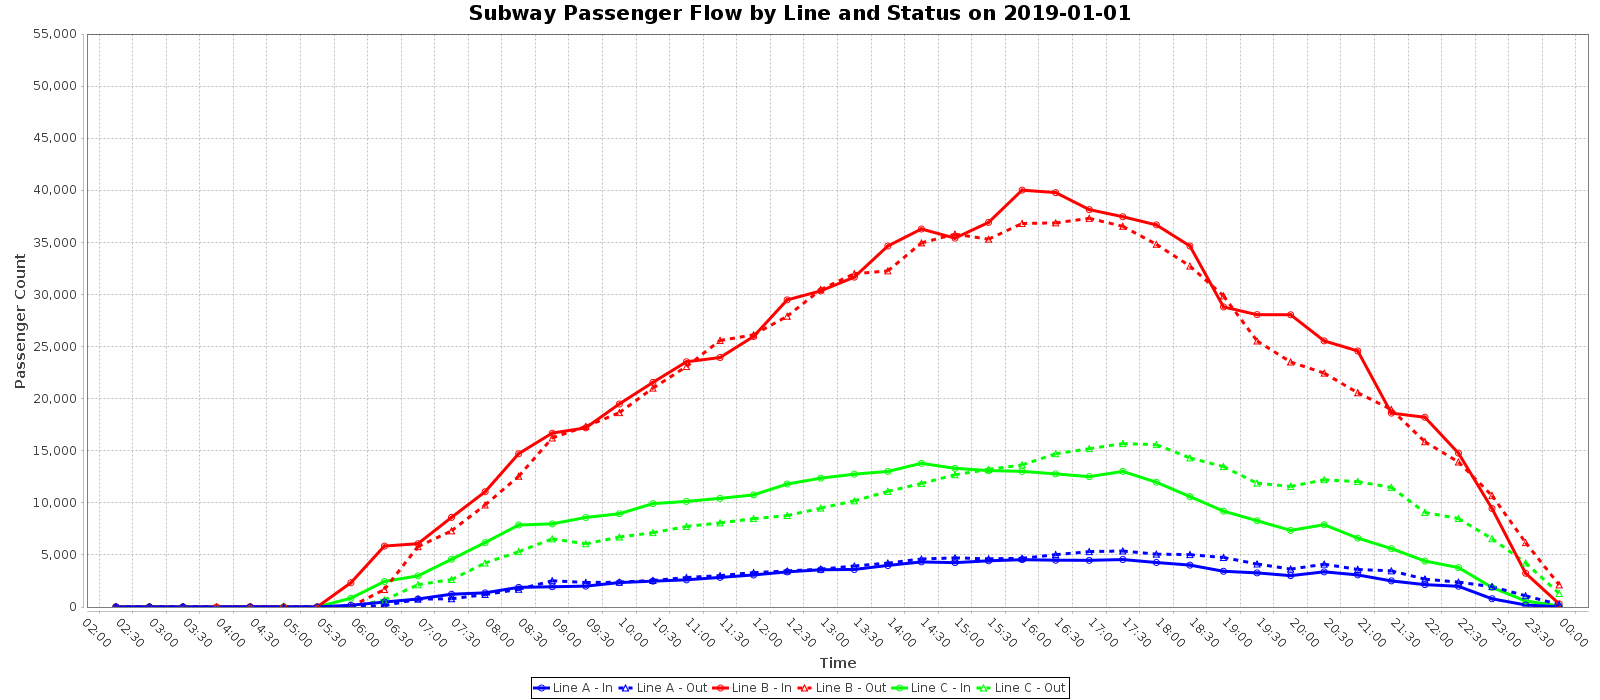 Subway Passenger Flow by Line and Status on 2019-01-01
Passenger Count
55,000
50,000
45,000
40,000
35,000
30,000
25,000
20,000
15,000
10,000
5,000
0
02:00 02:30 03:00 03:30 04:00 04:30 05:00 05:30 06:00 06:30 07:00 07:30 08:00 08:30 09:00 09:30 10:00 10:30 11:00 11:30 12:00 12:30 13:00 13:30 14:00 14:30 15:00 15:30 16:00 16:30 17:00 17:30 18:00 18:30 19:00 19:30 20:00 20:30 21:00 21:30 22:00 22:30 23:00 23:30 00:00
Time
Line A - In Line A - Out Line B - In Line B - Out Line C - In Line C - Out